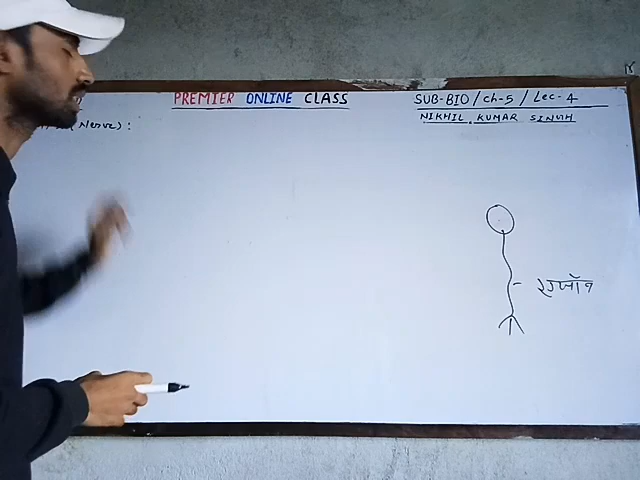 PREMIER ONLINE CLASS
SUB-BIO / Ch-5 / Lec-4
NIKHIL KUMAR SINGH
(Nerve) :
एक्जॉन